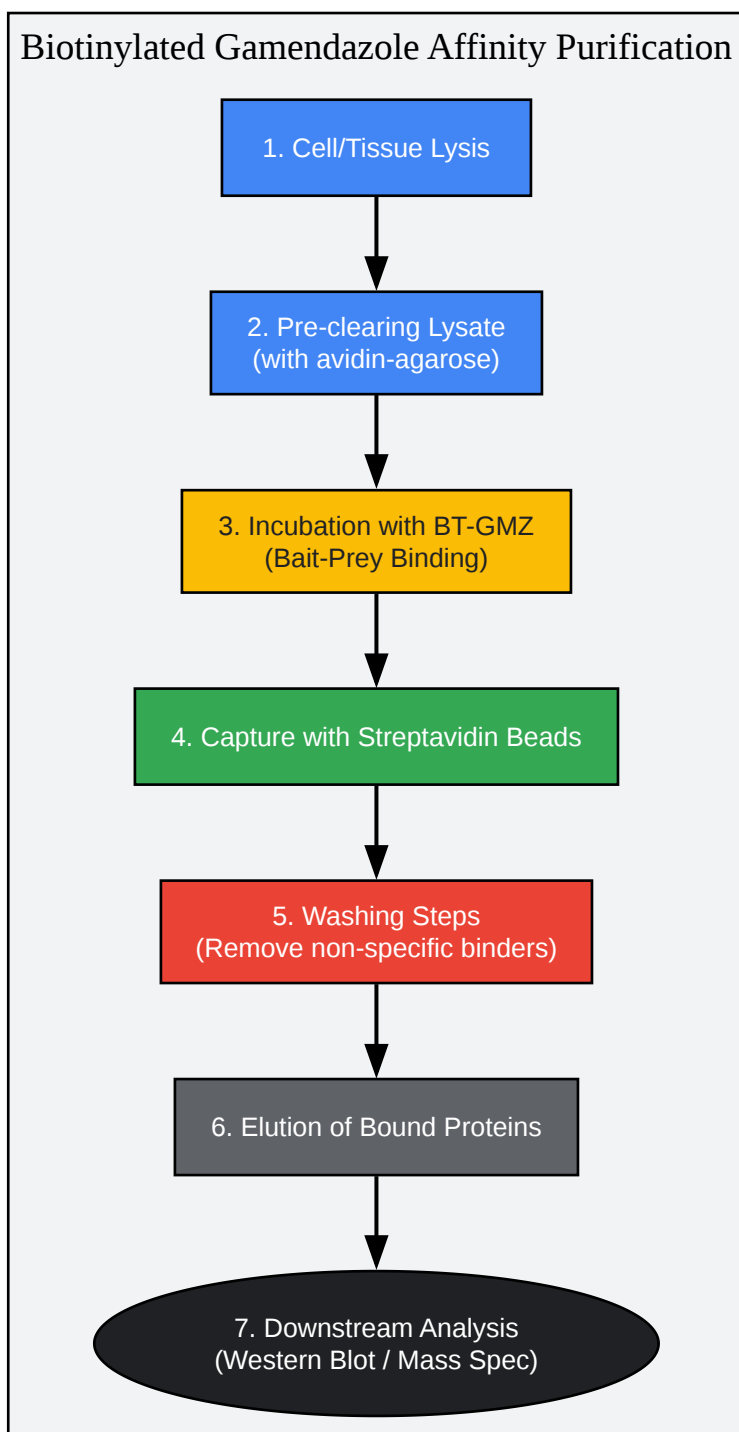 Biotinylated Gamendazole Affinity Purification
1. Cell/Tissue Lysis
2. Pre-clearing Lysate
(with avidin-agarose)
3. Incubation with BT-GMZ
(Bait-Prey Binding)
4. Capture with Streptavidin Beads
5. Washing Steps
(Remove non-specific binders)
6. Elution of Bound Proteins
7. Downstream Analysis
(Western Blot / Mass Spec)